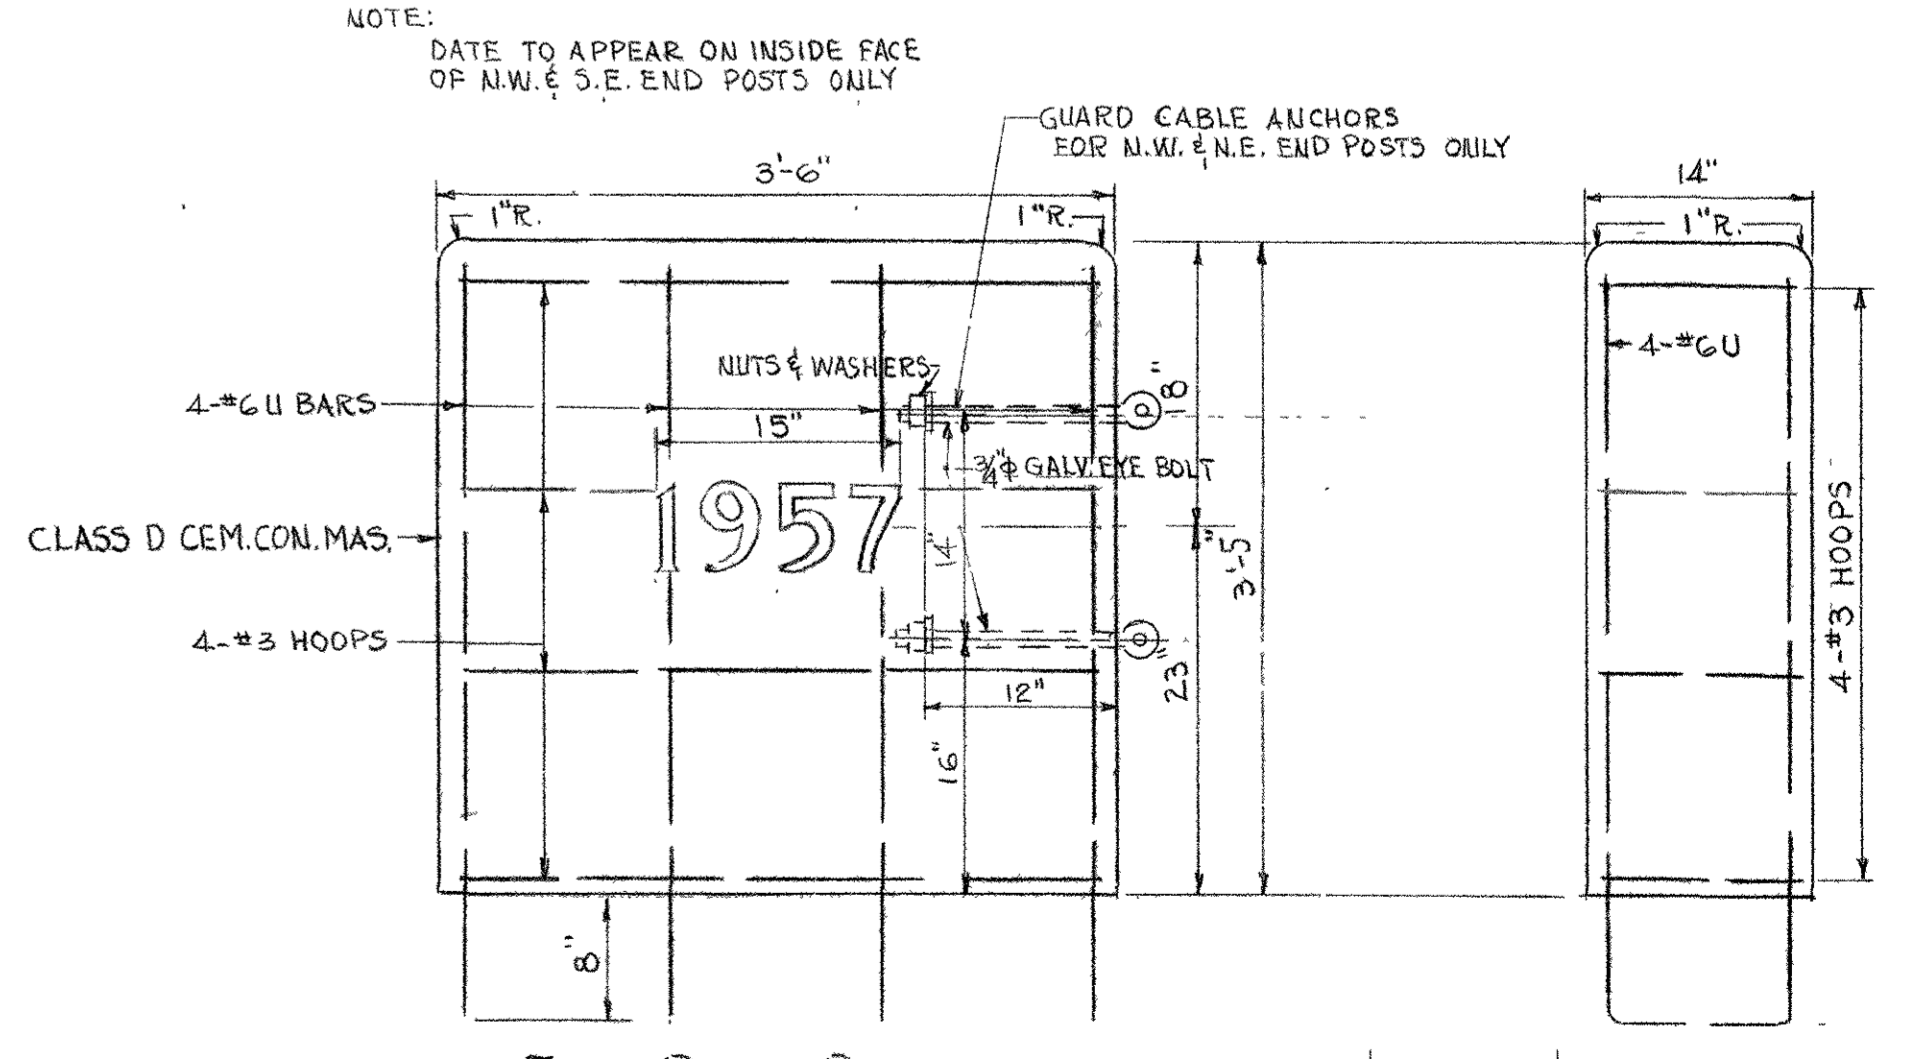 NOTE:
DATE TO APPEAR ON INSIDE FACE
OF N.W. & S.E. END POSTS ONLY
GUARD CABLE ANCHORS
FOR N.W. & N.E. END POSTS ONLY
3'-6"
14"
1"R.
1"R.
1"R.
NUTS & WASHERS
18"
4-#6U
4-#6U BARS
15"
3/4"ϕ GALV. EYE BOLT
1957
CLASS D CEM.CON.MAS.
14"
3'-5"
4-#3 HOOPS
4-#3 HOOPS
12"
23"
16"
8"